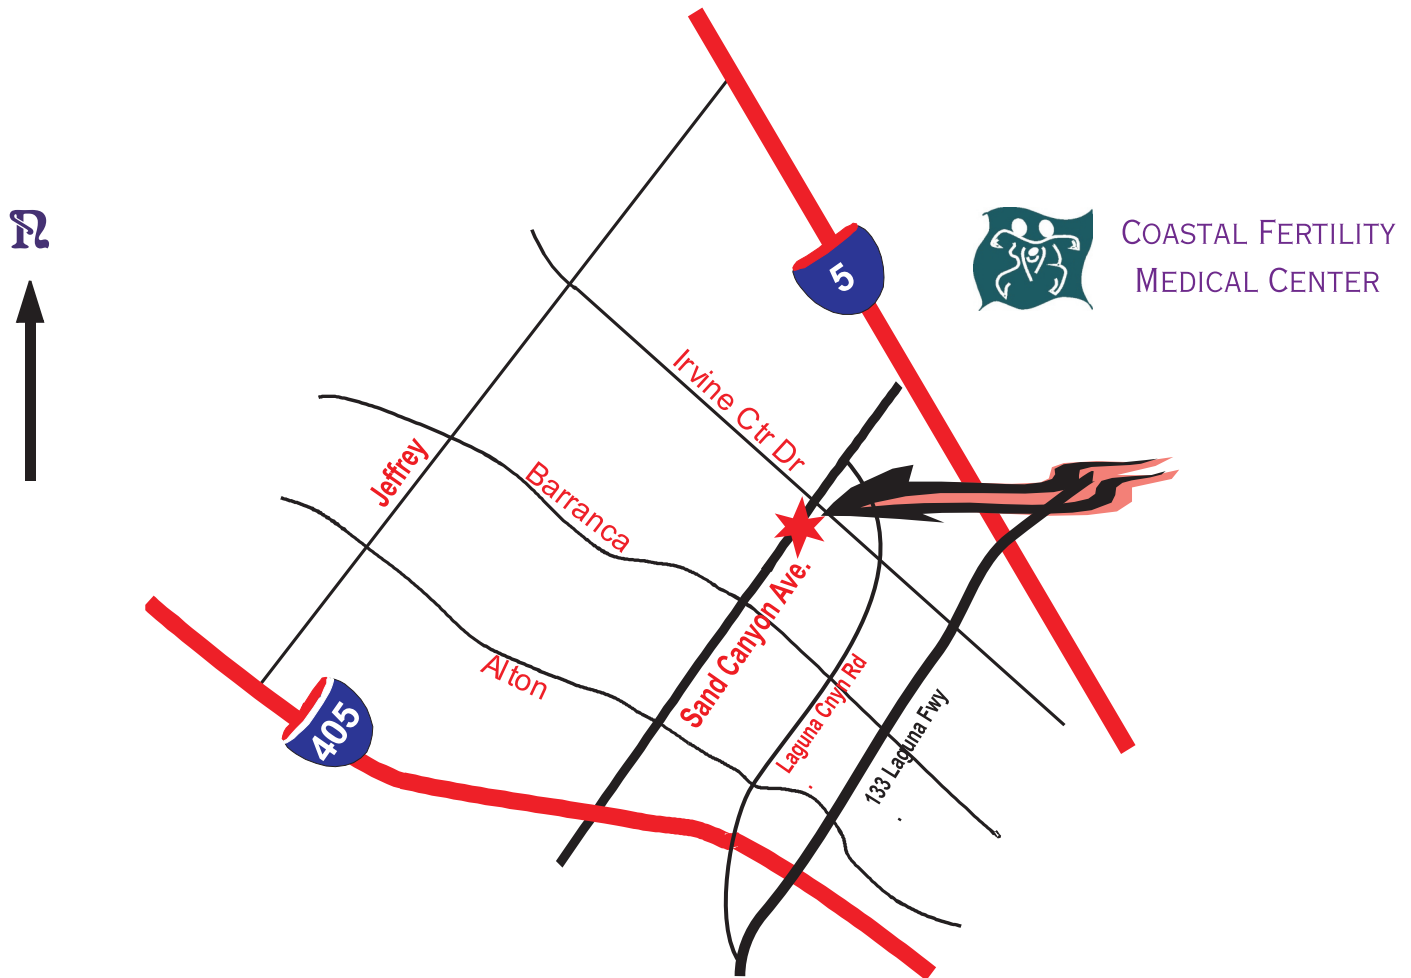 N
5
COASTAL FERTILITY
MEDICAL CENTER
Irvine Ctr Dr
Jeffrey
Barranca
Sand Canyon Ave.
Alton
Laguna Cnyn Rd
133 Laguna Fwy
405